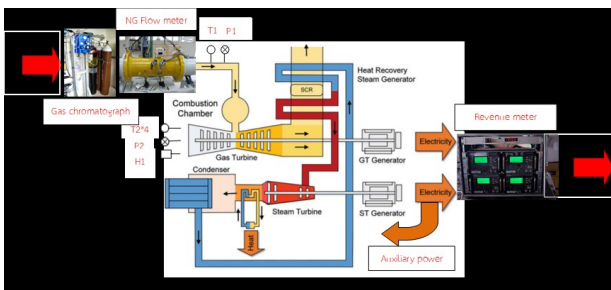 NG Flow meter
T1 P1
Gas chromatograph
T2*4
P2
H1
Combustion
Chamber
Gas Turbine
SCR
Heat Recovery
Steam Generator
GT Generator
Electricity
Revenue meter
Condenser
Steam Turbine
ST Generator
Electricity
Heat
Auxiliary power